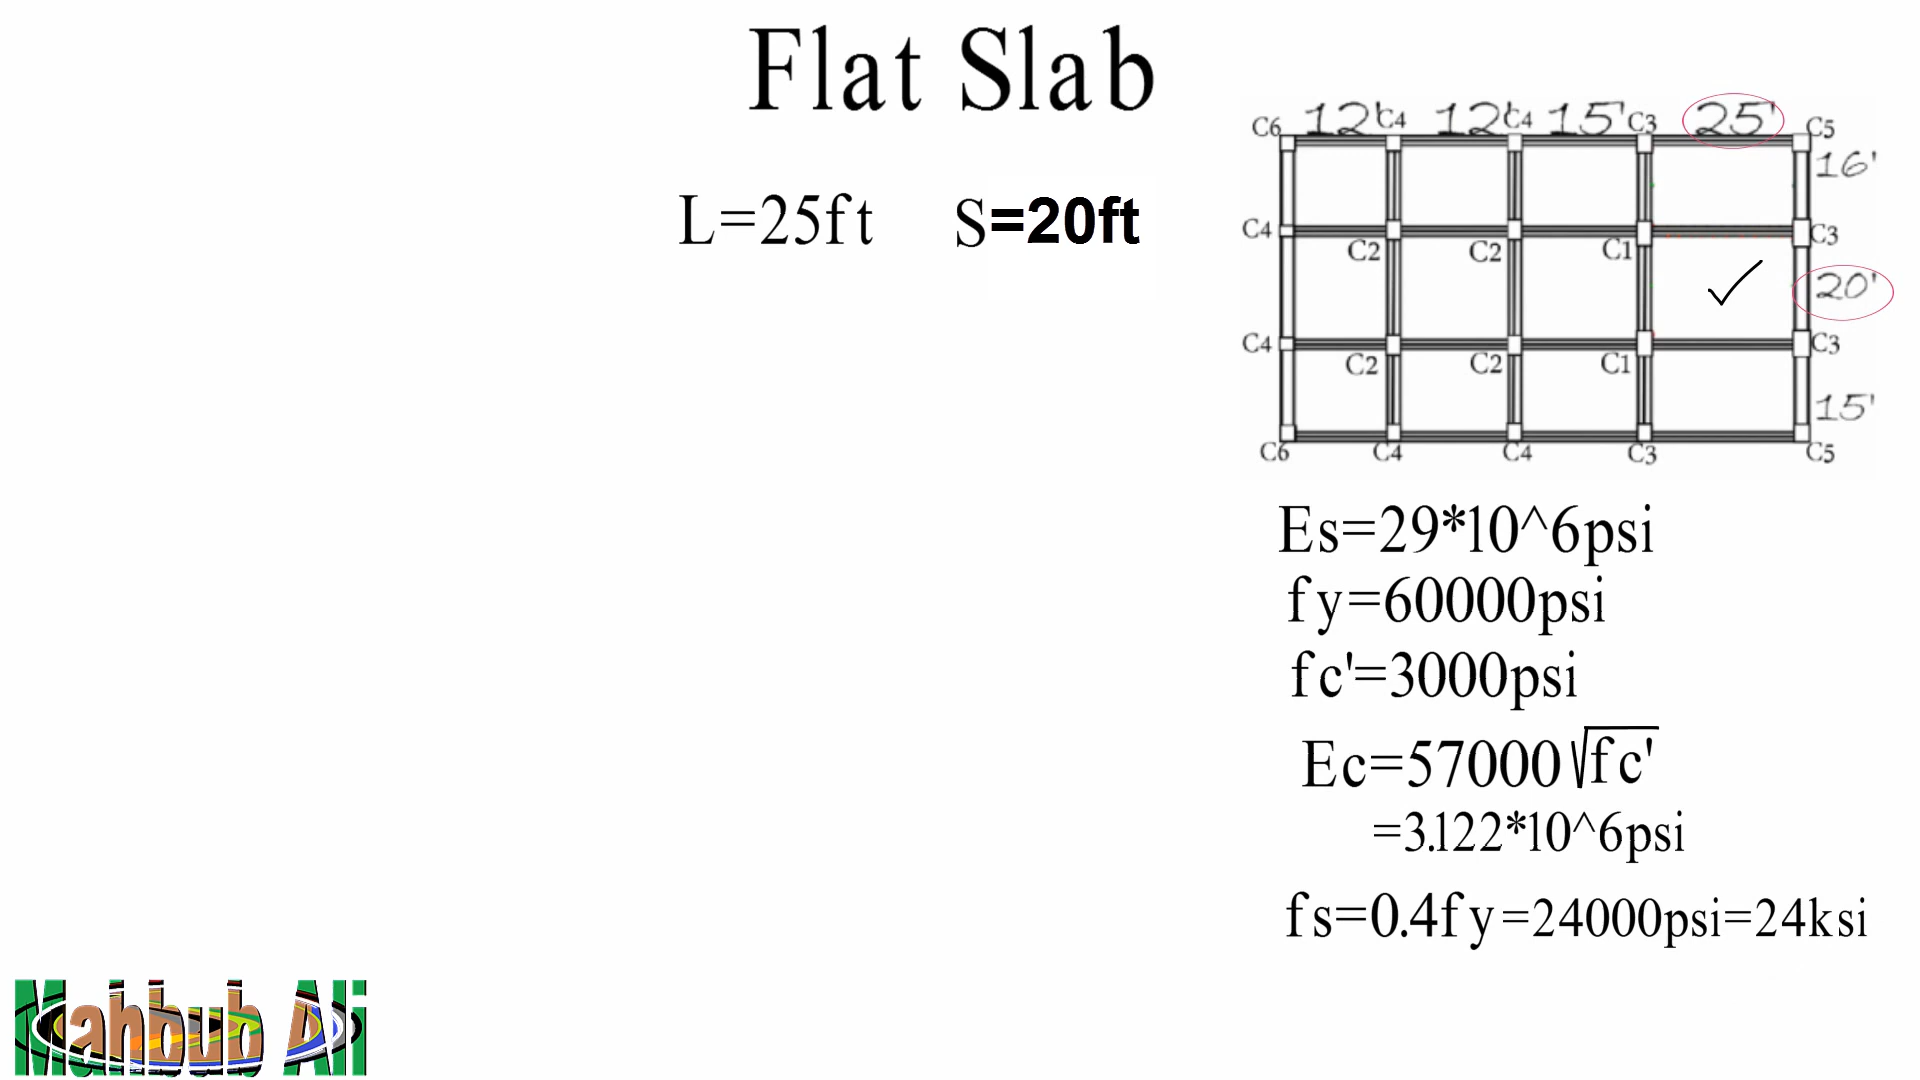 Flat Slab
L=25ft S=20ft
C6 12' C4 12' C4 15' C3 25' C5
16'
C4 C2 C2 C1 C3
20'
C4 C2 C2 C1 C3
15'
C6 C4 C4 C3 C5
Es=29*10^6psi
fy=60000psi
fc'=3000psi
Ec=57000√fc'
=3.122*10^6psi
fs=0.4fy=24000psi=24ksi
Mahbub Ali